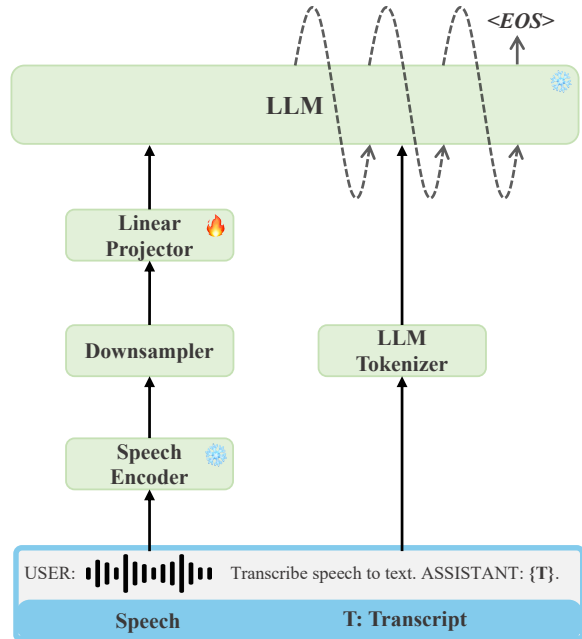 <EOS>
LLM
Linear
Projector
Downsampler
LLM
Tokenizer
Speech
Encoder
USER: Transcribe speech to text. ASSISTANT: {T}.
Speech
T: Transcript